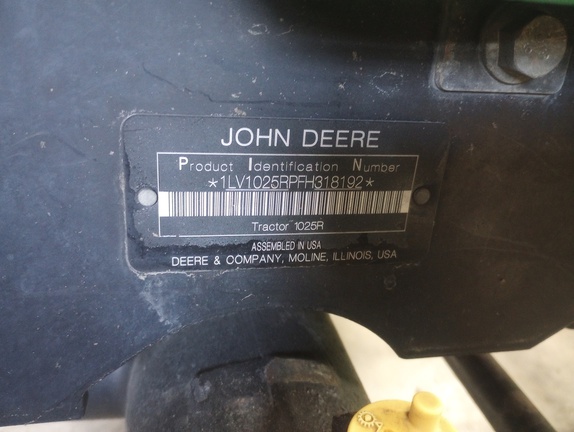 JOHN DEERE
Product Identification Number
*1LV1025RPFH318192*
Tractor 1025R
ASSEMBLED IN USA
DEERE & COMPANY, MOLINE, ILLINOIS, USA